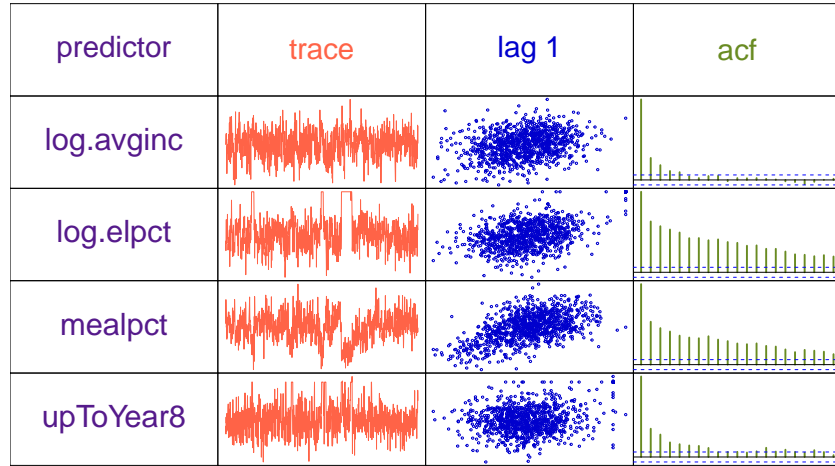 predictor trace lag 1 acf
log.avginc
log.elpct
mealpct
upToYear8